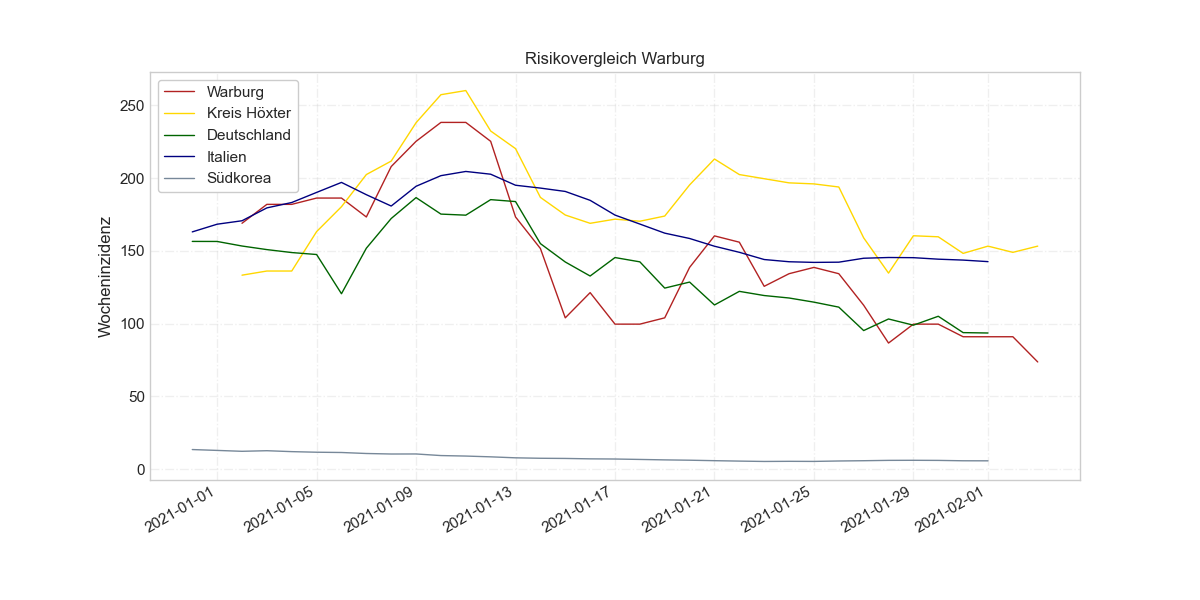 Risikovergleich Warburg
Warburg
Kreis Höxter
Deutschland
Italien
Südkorea
Wocheninzidenz
250
200
150
100
50
0
2021-01-01
2021-01-05
2021-01-09
2021-01-13
2021-01-17
2021-01-21
2021-01-25
2021-01-29
2021-02-01